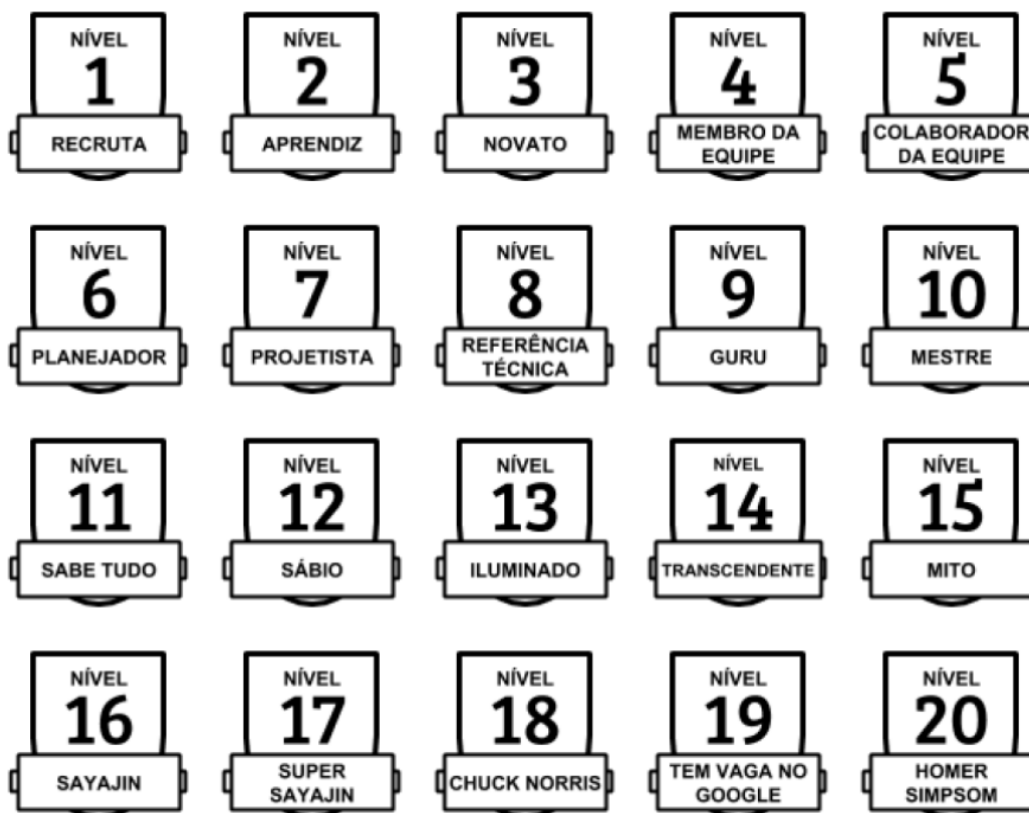 NÍVEL
1
RECRUTA
NÍVEL
2
APRENDIZ
NÍVEL
3
NOVATO
NÍVEL
4
MEMBRO DA
EQUIPE
NÍVEL
5
COLABORADOR
DA EQUIPE
NÍVEL
6
PLANEJADOR
NÍVEL
7
PROJETISTA
NÍVEL
8
REFERÊNCIA
TÉCNICA
NÍVEL
9
GURU
NÍVEL
10
MESTRE
NÍVEL
11
SABE TUDO
NÍVEL
12
SÁBIO
NÍVEL
13
ILUMINADO
NÍVEL
14
TRANSCENDENTE
NÍVEL
15
MITO
NÍVEL
16
SAYAJIN
NÍVEL
17
SUPER
SAYAJIN
NÍVEL
18
CHUCK NORRIS
NÍVEL
19
TEM VAGA NO
GOOGLE
NÍVEL
20
HOMER
SIMPSOM